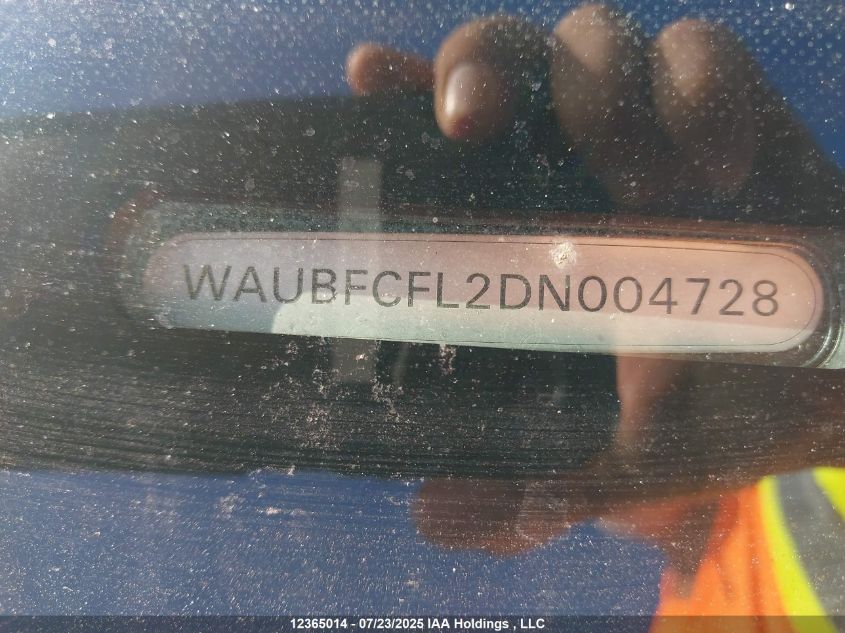 WAUBFCFL2DN004728
12365014 - 07/23/2025 IAA Holdings , LLC